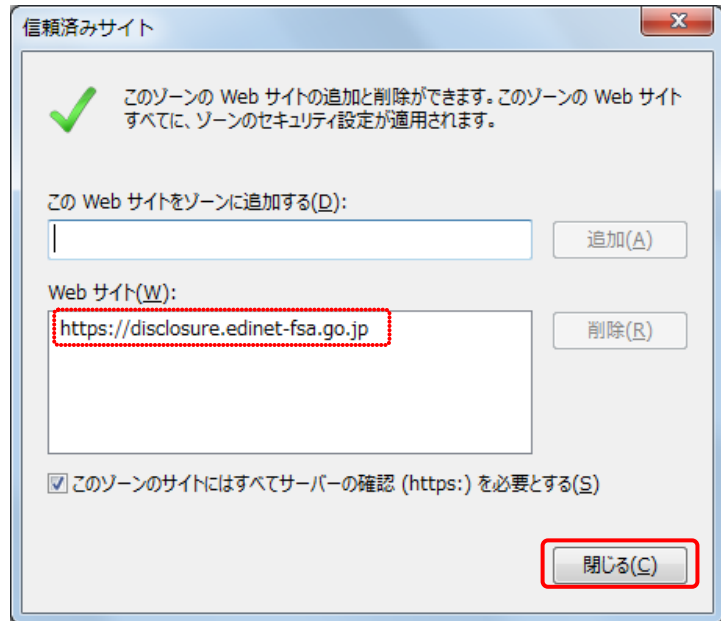 信頼済みサイト
このゾーンの Web サイトの追加と削除ができます。このゾーンの Web サイト
すべてに、ゾーンのセキュリティ設定が適用されます。
この Web サイトをゾーンに追加する(D):
追加(A)
Web サイト(W):
https://disclosure.edinet-fsa.go.jp
削除(R)
このゾーンのサイトにはすべてサーバーの確認 (https:) を必要とする(S)
閉じる(C)